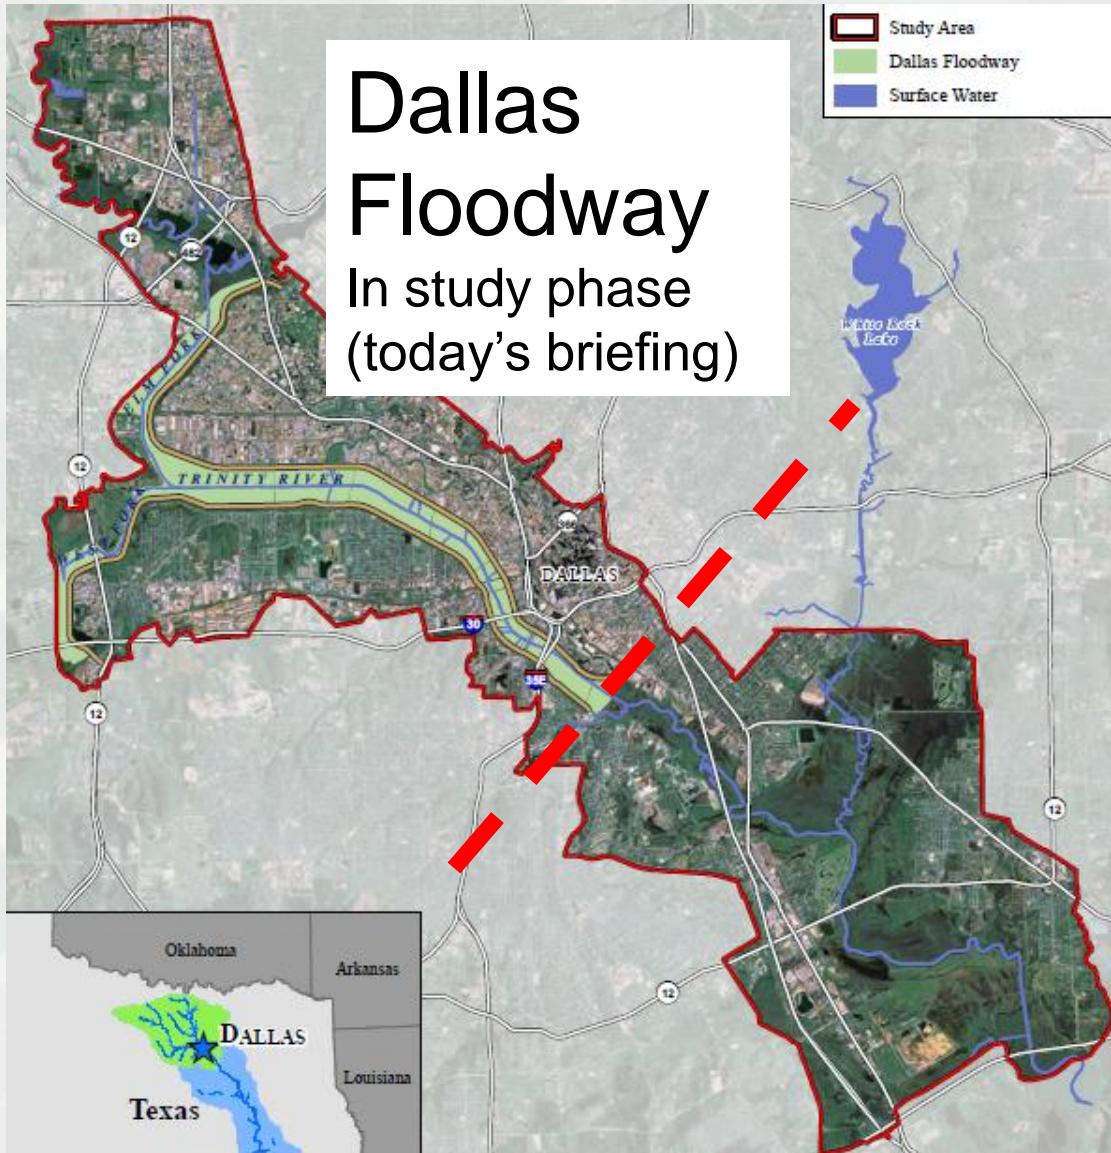 Study Area
Dallas Floodway
Surface Water
Dallas
Floodway
In study phase
(today's briefing)
12
482
White Rock
Lake
ELM FORK
12
TRINITY RIVER
WEST FORK
366
DALLAS
30
35E
12
12
12
Oklahoma
Arkansas
DALLAS
Louisiana
Texas